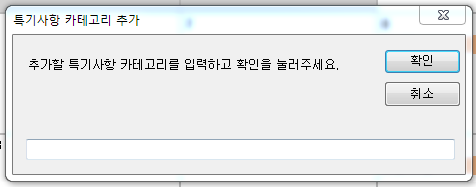 특기사항 카테고리 추가
추가할 특기사항 카테고리를 입력하고 확인을 눌러주세요.
확인
취소